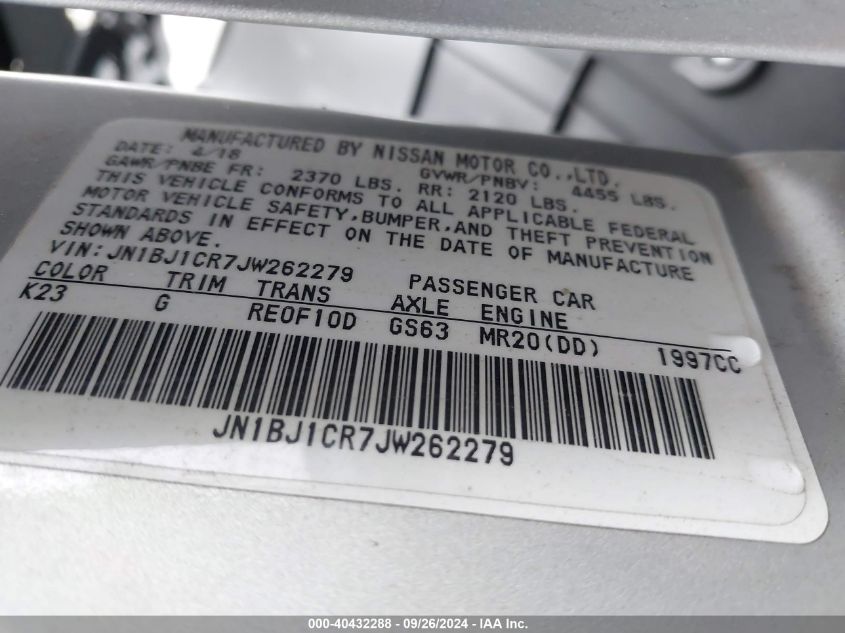 MANUFACTURED BY NISSAN MOTOR CO.,LTD.
DATE: 4/18 GVWR/PNBV: 4455 LBS.
GAWR/PNBE FR: 2370 LBS. RR: 2120 LBS.
THIS VEHICLE CONFORMS TO ALL APPLICABLE FEDERAL
MOTOR VEHICLE SAFETY,BUMPER,AND THEFT PREVENTION
STANDARDS IN EFFECT ON THE DATE OF MANUFACTURE
SHOWN ABOVE.
VIN:JN1BJ1CR7JW262279 PASSENGER CAR
COLOR TRIM TRANS AXLE ENGINE
K23 G RE0F10D GS63 MR20(DD) 1997CC
JN1BJ1CR7JW262279
000-40432288 - 09/26/2024 - IAA Inc.